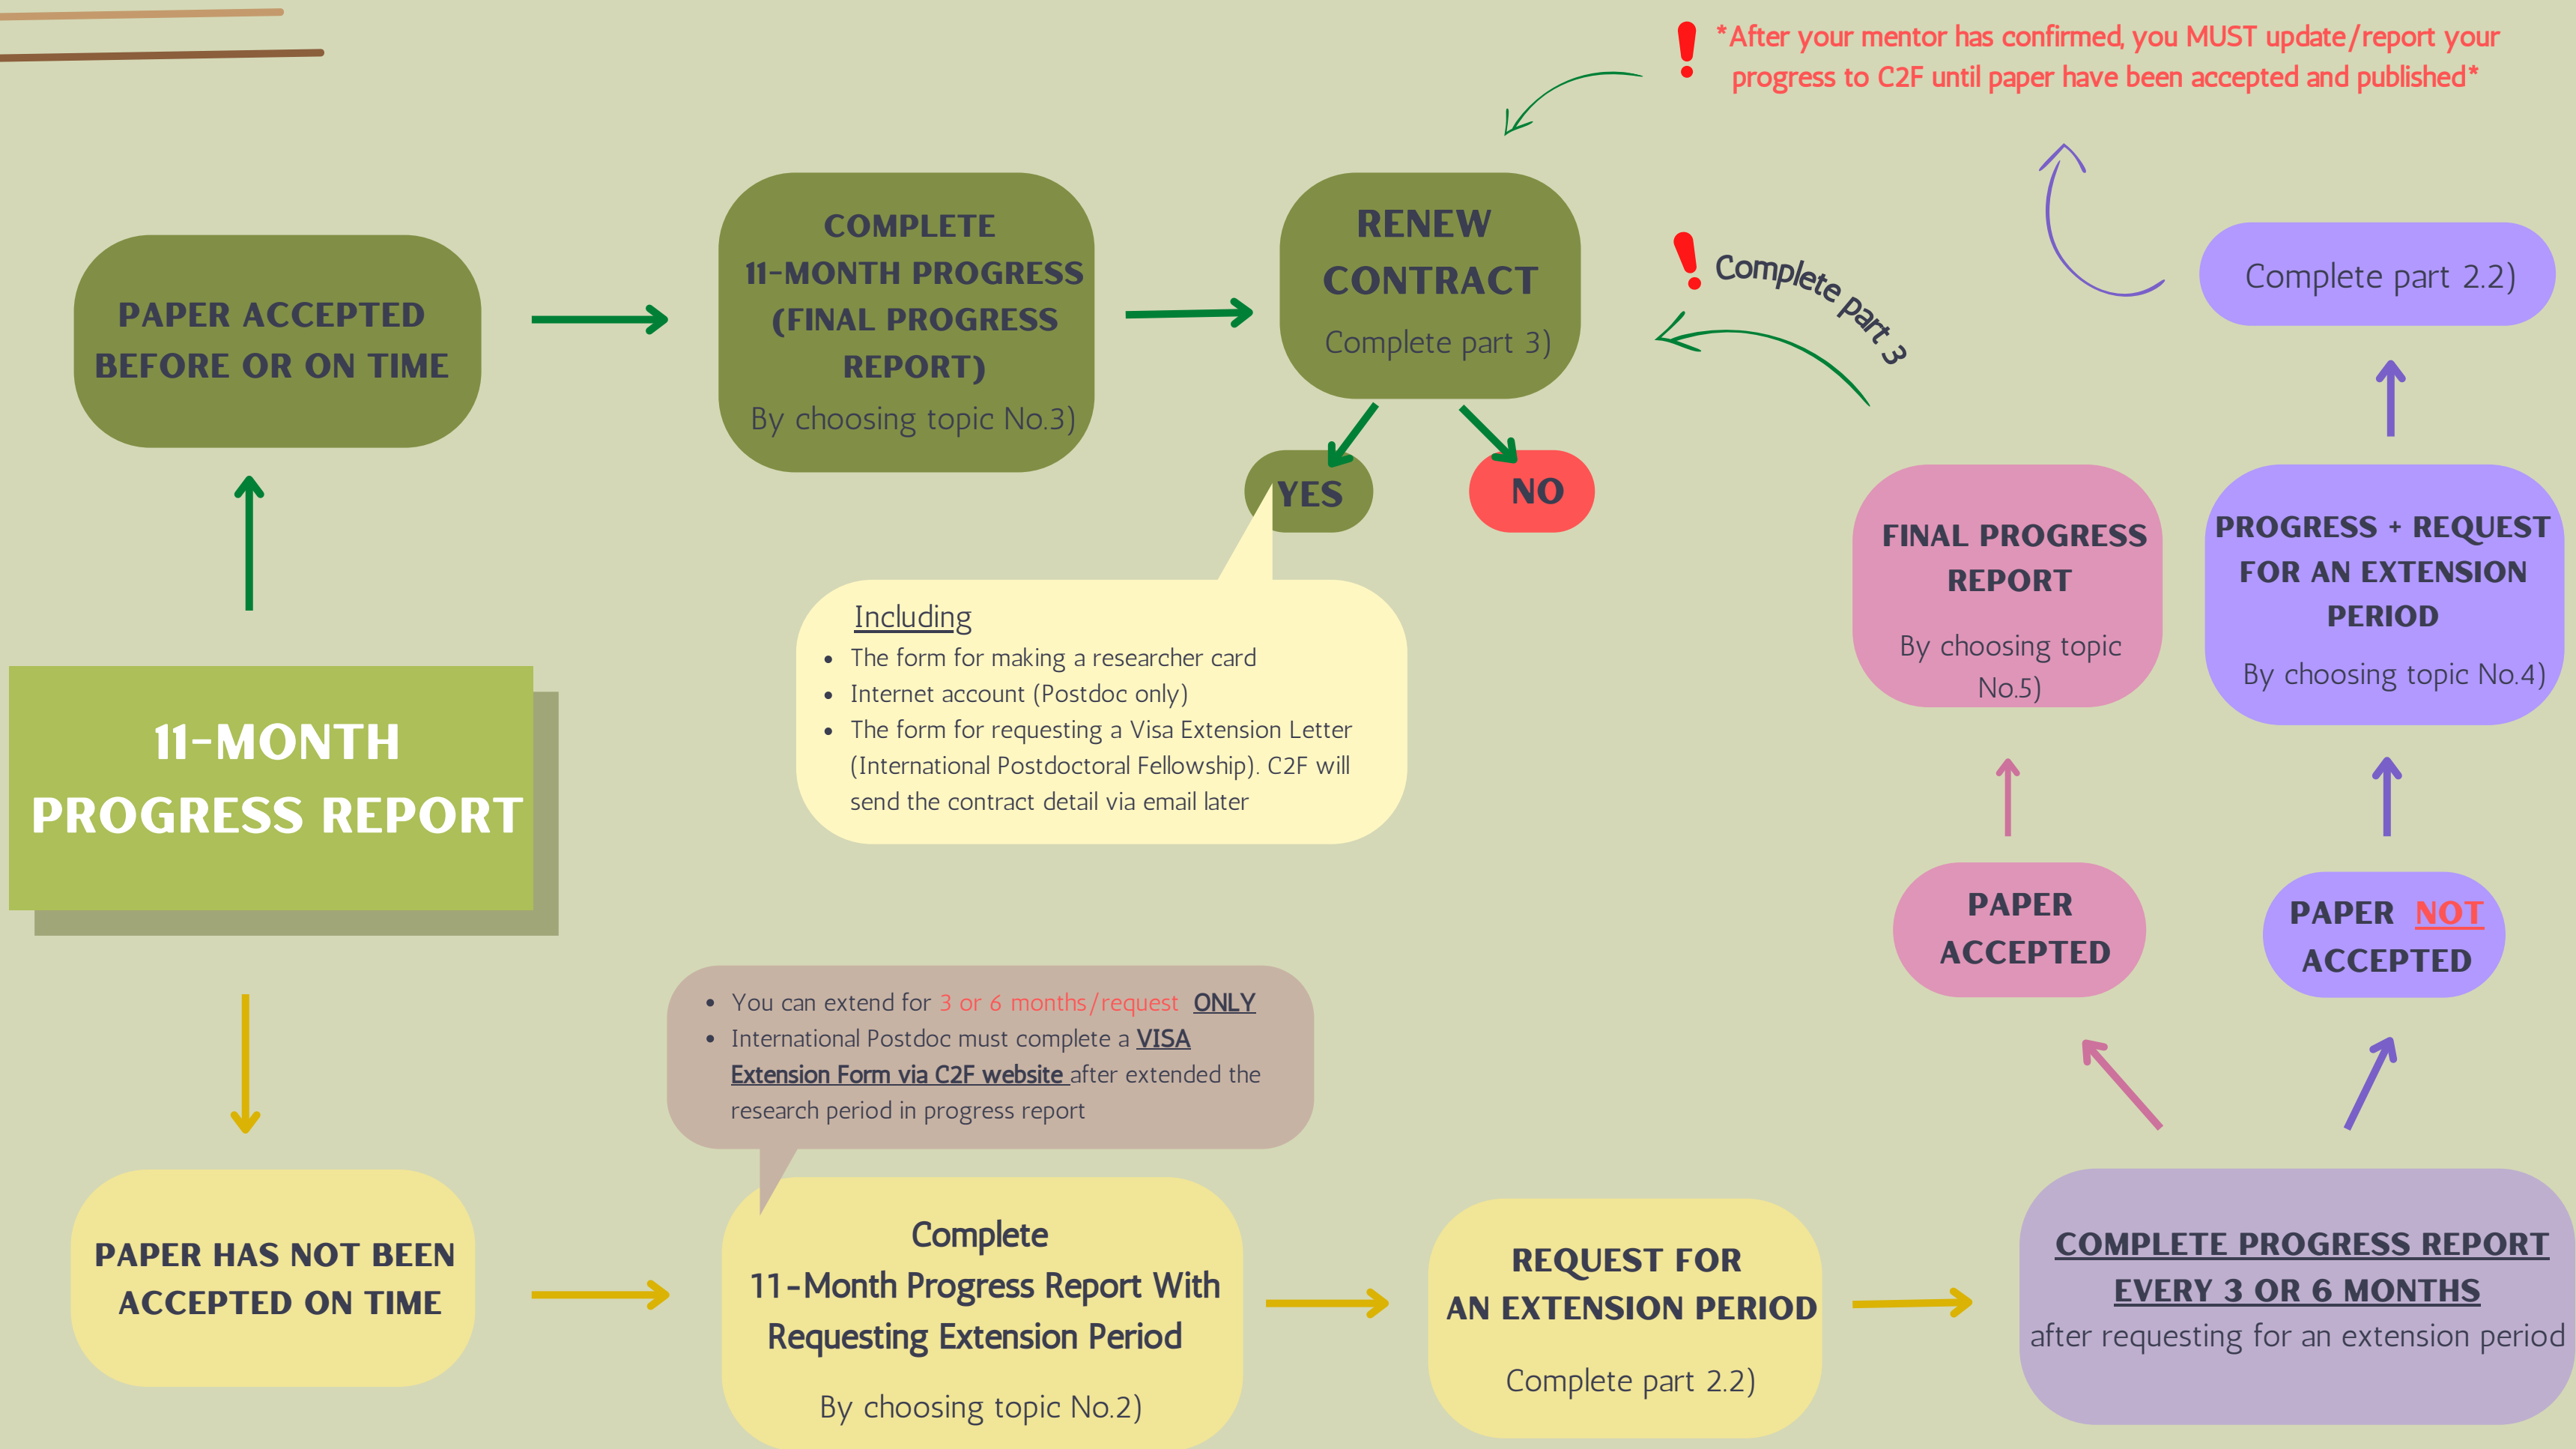 *After your mentor has confirmed, you MUST update/report your
progress to C2F until paper have been accepted and published*
PAPER ACCEPTED
BEFORE OR ON TIME
COMPLETE
11-MONTH PROGRESS
(FINAL PROGRESS
REPORT)
By choosing topic No.3)
RENEW
CONTRACT
Complete part 3)
YES
NO
Complete part 3
Including
• The form for making a researcher card
• Internet account (Postdoc only)
• The form for requesting a Visa Extension Letter
(International Postdoctoral Fellowship). C2F will
send the contract detail via email later
Complete part 2.2)
FINAL PROGRESS
REPORT
By choosing topic
No.5)
PROGRESS + REQUEST
FOR AN EXTENSION
PERIOD
By choosing topic No.4)
11-MONTH
PROGRESS REPORT
PAPER
ACCEPTED
PAPER NOT
ACCEPTED
• You can extend for 3 or 6 months/request ONLY
• International Postdoc must complete a VISA
Extension Form via C2F website after extended the
research period in progress report
PAPER HAS NOT BEEN
ACCEPTED ON TIME
Complete
11-Month Progress Report With
Requesting Extension Period
By choosing topic No.2)
REQUEST FOR
AN EXTENSION PERIOD
Complete part 2.2)
COMPLETE PROGRESS REPORT
EVERY 3 OR 6 MONTHS
after requesting for an extension period